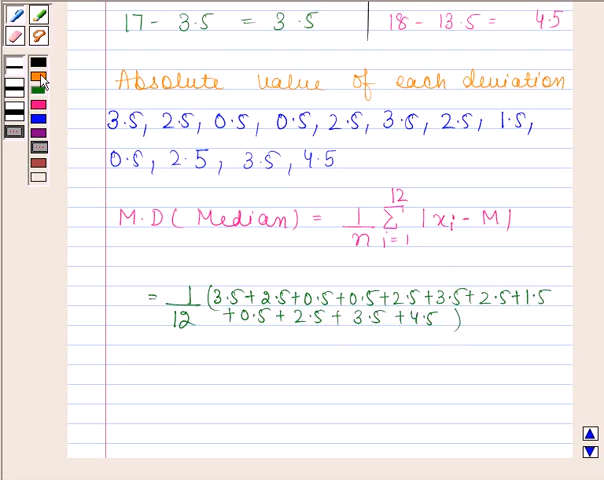 17 - 3.5 = 3.5 18 - 13.5 = 4.5
Absolute value of each deviation
3.5, 2.5, 0.5, 0.5, 2.5, 3.5, 2.5, 1.5,
0.5, 2.5, 3.5, 4.5
M.D ( Median) = 1/n 12 Σ i=1 |xi - M|
= 1/12 (3.5+2.5+0.5+0.5+2.5+3.5+2.5+1.5
+0.5+2.5+3.5+4.5)